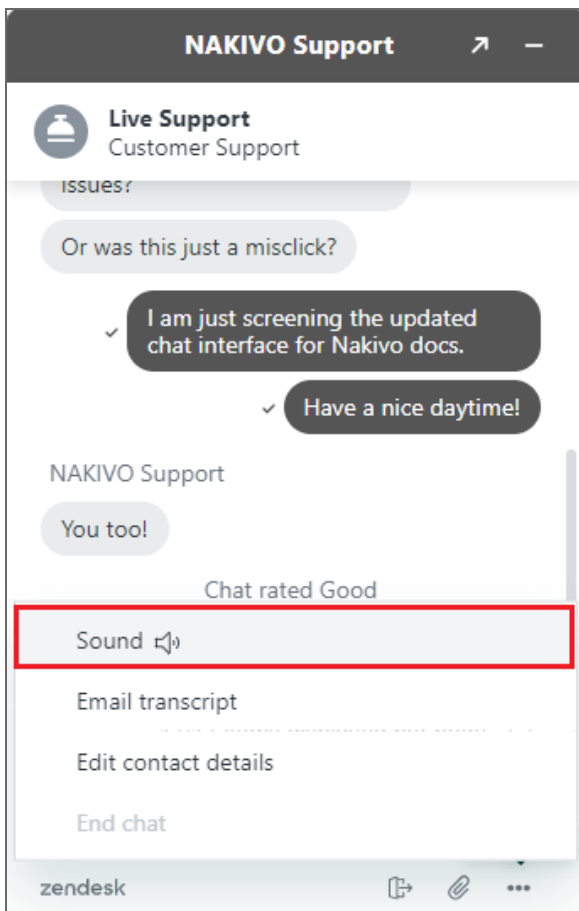 NAKIVO Support
Live Support
Customer Support
issues?
Or was this just a misclick?
I am just screening the updated
chat interface for Nakivo docs.
Have a nice daytime!
NAKIVO Support
You too!
Chat rated Good
Sound
Email transcript
Edit contact details
End chat
zendesk